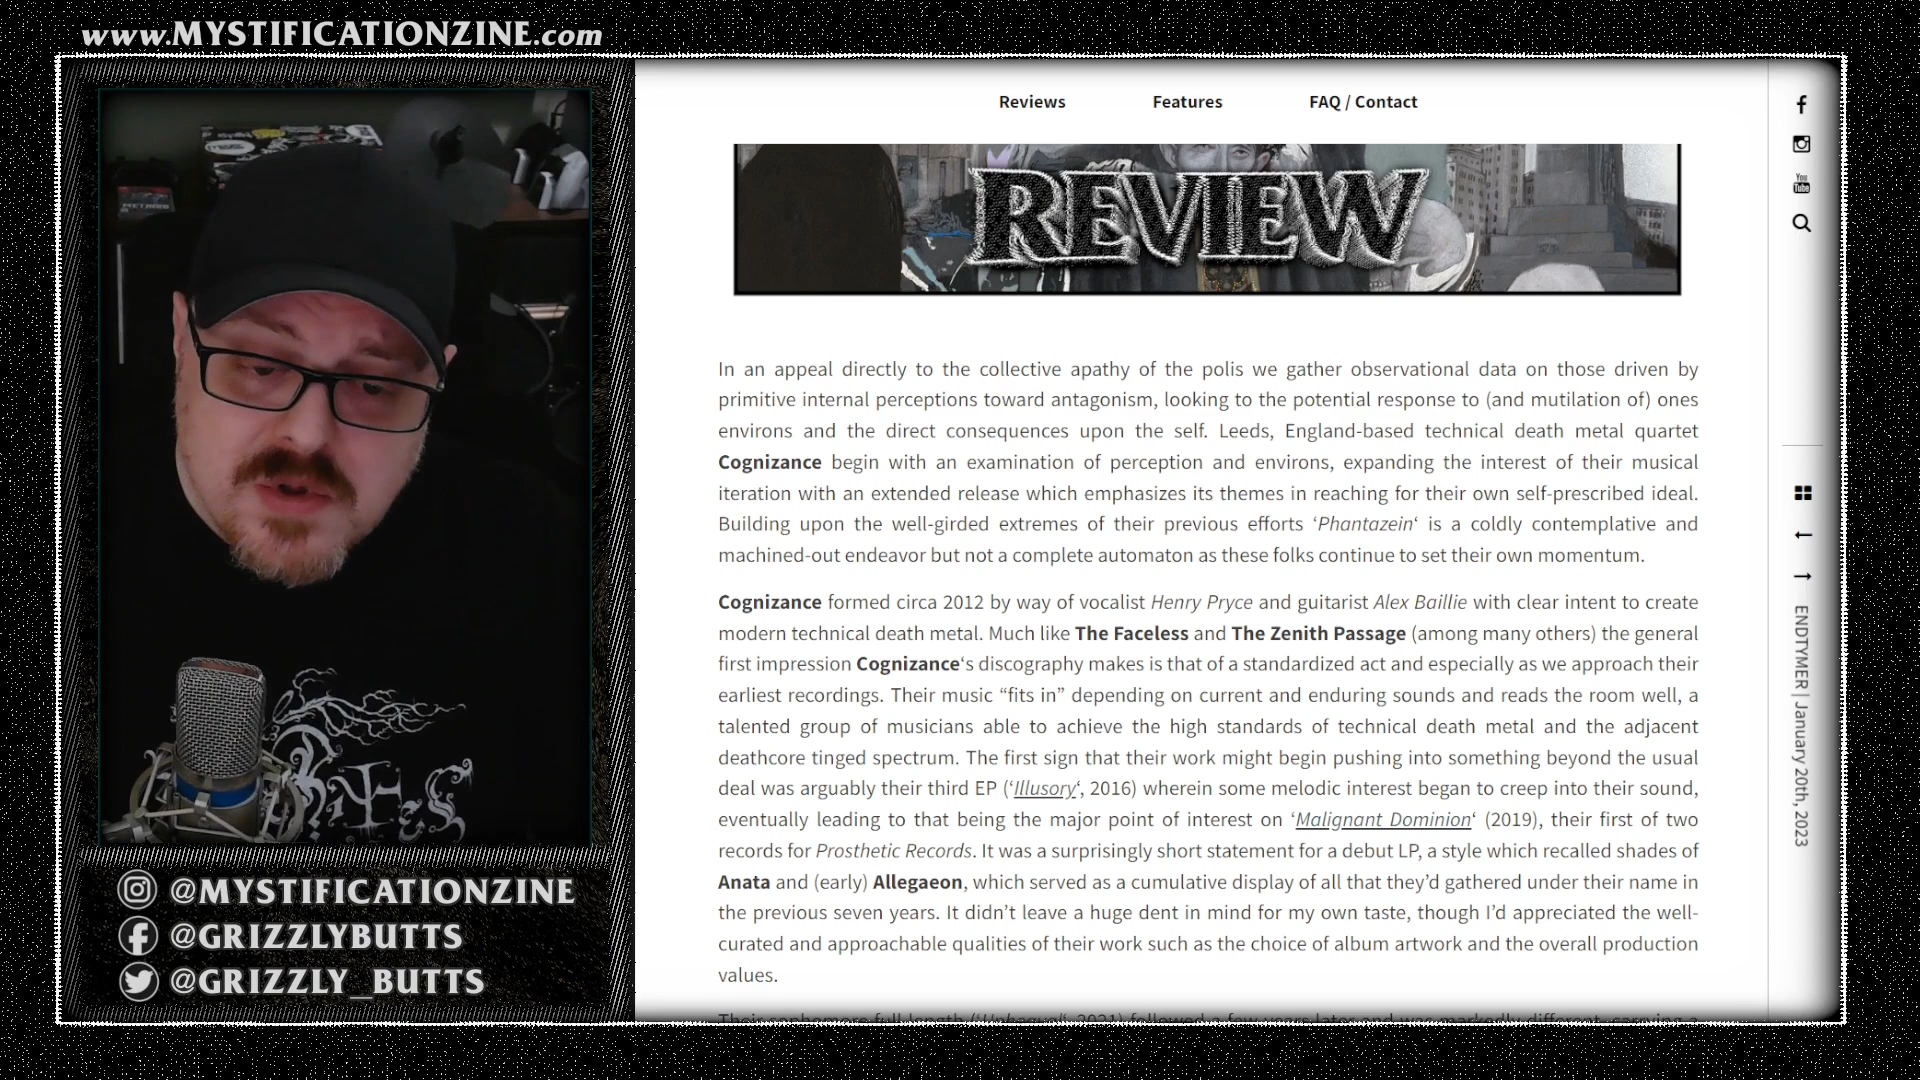 www.MYSTIFICATIONZINE.com
Reviews Features FAQ / Contact
REVIEW
In an appeal directly to the collective apathy of the polis we gather observational data on those driven by
primitive internal perceptions toward antagonism, looking to the potential response to (and mutilation of) ones
environs and the direct consequences upon the self. Leeds, England-based technical death metal quartet
Cognizance begin with an examination of perception and environs, expanding the interest of their musical
iteration with an extended release which emphasizes its themes in reaching for their own self-prescribed ideal.
Building upon the well-girded extremes of their previous efforts ‘Phantazein‘ is a coldly contemplative and
machined-out endeavor but not a complete automaton as these folks continue to set their own momentum.
Cognizance formed circa 2012 by way of vocalist Henry Pryce and guitarist Alex Baillie with clear intent to create
modern technical death metal. Much like The Faceless and The Zenith Passage (among many others) the general
first impression Cognizance‘s discography makes is that of a standardized act and especially as we approach their
earliest recordings. Their music “fits in” depending on current and enduring sounds and reads the room well, a
talented group of musicians able to achieve the high standards of technical death metal and the adjacent
deathcore tinged spectrum. The first sign that their work might begin pushing into something beyond the usual
deal was arguably their third EP (‘Illusory‘, 2016) wherein some melodic interest began to creep into their sound,
eventually leading to that being the major point of interest on ‘Malignant Dominion‘ (2019), their first of two
records for Prosthetic Records. It was a surprisingly short statement for a debut LP, a style which recalled shades of
Anata and (early) Allegaeon, which served as a cumulative display of all that they’d gathered under their name in
the previous seven years. It didn’t leave a huge dent in mind for my own taste, though I’d appreciated the well-
curated and approachable qualities of their work such as the choice of album artwork and the overall production
values.
You
Tube
ENDTYMER | January 20th, 2023
@MYSTIFICATIONZINE
@GRIZZLYBUTTS
@GRIZZLY_BUTTS